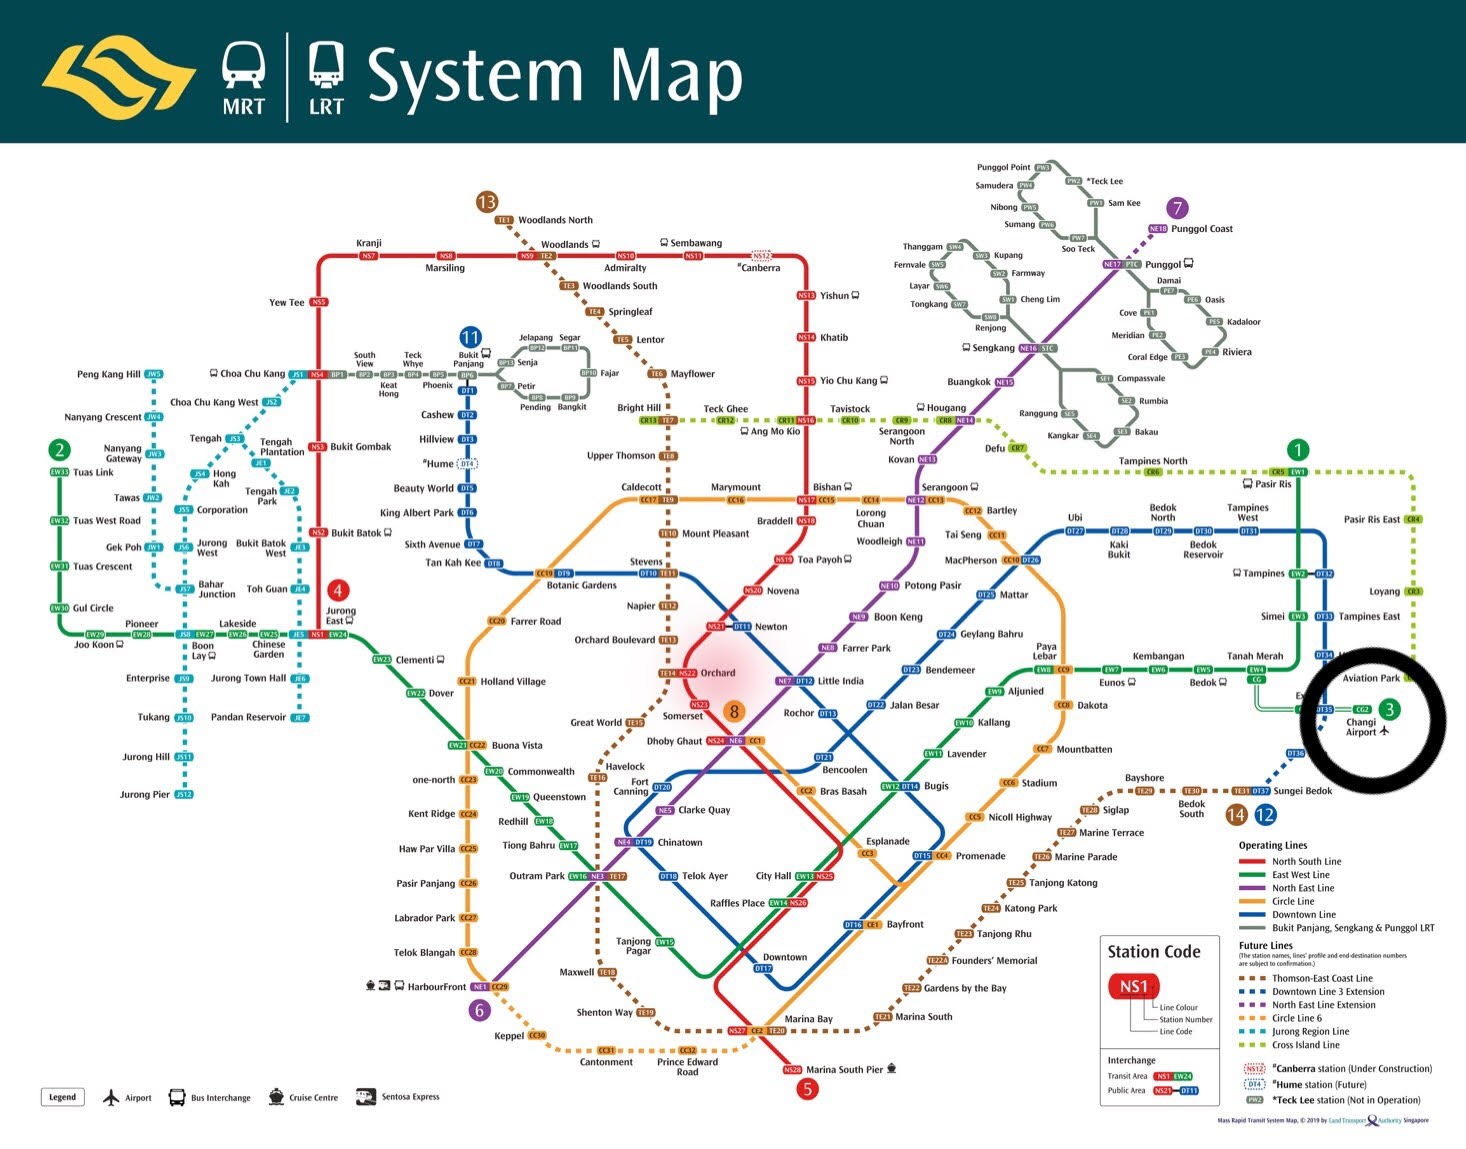 MRT
LRT
System Map
13
TE1 Woodlands North
Kranji
NS7
NS8
Marsiling
Woodlands
NS9 TE2
NS10
Admiralty
Sembawang
NS11
NS12
#Canberra
Punggol Point PW3
PW2 *Teck Lee
Samudera PW4
Nibong PW5
PW1 Sam Kee
Sumang PW6
PW7
Soo Teck
7
NE18 Punggol Coast
Thanggam SW4
SW3 Kupang
Fernvale SW5
SW2 Farmway
Layar SW6
SW1 Cheng Lim
Tongkang SW7
SW8
Renjong
NE17 PTC Punggol
Damai
PE7
PE6 Oasis
Cove PE1
PE5 Kadaloor
Meridian PE2
PE4 Riviera
Coral Edge PE3
Yew Tee NS5
TE3 Woodlands South
TE4 Springleaf
TE5 Lentor
TE6 Mayflower
NS13 Yishun
NS14 Khatib
NS15 Yio Chu Kang
Sengkang NE16 STC
Buangkok NE15
SE1 Compassvale
SE2 Rumbia
Ranggung SE5
SE3 Bakau
Kangkar SE4
11
Bukit Panjang
Peng Kang Hill JW5
Choa Chu Kang JS1 NS4 BP1
South View
BP2
BP3
Keat Hong
Teck Whye
BP4
BP5
Phoenix
BP6
Jelapang
BP12
Segar
BP11
BP13 Senja
BP10 Fajar
BP7 Petir
BP8
Pending
BP9
Bangkit
Choa Chu Kang West JS2
DT1
Nanyang Crescent JW4
Cashew DT2
Bright Hill
CR13 TE7
Teck Ghee
CR12
CR11 NS16
Ang Mo Kio
Tavistock
CR10
CR9
Serangoon North
Hougang
CR8 NE14
Defu CR7
Tampines North
CR6
1
CR5 EW1
Pasir Ris
2
EW33 Tuas Link
Nanyang Gateway JW3
Tengah JS3
Tengah Plantation
JE1
NS3 Bukit Gombak
Hillview DT3
#Hume DT4
Upper Thomson TE8
Kovan NE13
JS4 Hong Kah
Tawas JW2
Tengah Park JE2
Beauty World DT5
Caldecott
CC17 TE9
Marymount
CC16
Bishan
NS17 CC15
CC14
Lorong Chuan
Serangoon
NE12 CC13
CC12 Bartley
EW32 Tuas West Road
JS5 Corporation
King Albert Park DT6
Braddell NS18
Tai Seng CC11
Ubi
DT27
DT28
Kaki Bukit
Bedok North
DT29
DT30
Bedok Reservoir
Tampines West
DT31
Pasir Ris East CR4
Gek Poh JW1
JS6 Jurong West
Bukit Batok West JE3
NS2 Bukit Batok
Sixth Avenue DT7
TE10 Mount Pleasant
Woodleigh NE11
MacPherson CC10 DT26
EW31 Tuas Crescent
Tan Kah Kee DT8
CC19 DT9
Botanic Gardens
Stevens
DT10 TE11
NS19 Toa Payoh
Tampines EW2 DT32
JS7 Bahar Junction
Toh Guan JE4
4
Jurong East
NS20 Novena
NE10 Potong Pasir
DT25 Mattar
Loyang CR3
EW30 Gul Circle
Napier TE12
CC20 Farrer Road
NS21 DT11 Newton
NE9 Boon Keng
DT24 Geylang Bahru
Simei EW3
DT33 Tampines East
EW29
Joo Koon
Pioneer
EW28
JS8 EW27
Boon Lay
Lakeside
EW26
EW25
Chinese Garden
JE5
NS1 EW24
Orchard Boulevard TE13
NE8 Farrer Park
Paya Lebar
EW8 CC9
EW7
Eunos
Kembangan
EW6
EW5
Bedok
Tanah Merah
EW4
CG
DT34
EW23 Clementi
TE14 NS22 Orchard
DT23 Bendemeer
Enterprise JS9
Jurong Town Hall JE6
CC21 Holland Village
NE7 DT12 Little India
Aviation Park
EW22 Dover
EW9 Aljunied
NS23
Somerset
8
DT22 Jalan Besar
CC8 Dakota
DT35
CG2
3
Changi Airport
Tukang JS10
Pandan Reservoir JE7
Great World TE15
Rochor DT13
EW10 Kallang
Dhoby Ghaut NS24 NE6 CC1
EW21 CC22 Buona Vista
DT21
Bencoolen
EW11 Lavender
CC7 Mountbatten
DT36
Jurong Hill JS11
EW20 Commonwealth
one-north CC23
Havelock
TE16
Fort Canning DT20
CC2 Bras Basah
EW12 DT14 Bugis
CC6 Stadium
Bayshore
TE29
TE30
Bedok South
TE31 DT37 Sungei Bedok
Jurong Pier JS12
EW19 Queenstown
Kent Ridge CC24
Redhill EW18
NE5 Clarke Quay
CC5 Nicoll Highway
TE28 Siglap
14
12
Haw Par Villa CC25
Tiong Bahru EW17
NE4 DT19 Chinatown
Esplanade
CC3
DT15 CC4 Promenade
TE27 Marine Terrace
TE26 Marine Parade
Pasir Panjang CC26
Outram Park EW16 NE3 TE17
DT18 Telok Ayer
City Hall EW13 NS25
TE25 Tanjong Katong
Labrador Park CC27
Raffles Place EW14 NS26
TE24 Katong Park
DT16 CE1 Bayfront
TE23 Tanjong Rhu
Telok Blangah CC28
Tanjong Pagar EW15
Downtown
DT17
TE22A Founders' Memorial
HarbourFront NE1 CC29
Maxwell TE18
TE22 Gardens by the Bay
6
Shenton Way TE19
TE21 Marina South
Keppel CC30
CC31
Cantonment
CC32
Prince Edward Road
NS27 CE2 TE20
Marina Bay
NS28 Marina South Pier
5
Operating Lines
North South Line
East West Line
North East Line
Circle Line
Downtown Line
Bukit Panjang, Sengkang & Punggol LRT
Future Lines
(The station names, lines' profile and end-destination numbers
are subject to confirmation.)
Thomson-East Coast Line
Downtown Line 3 Extension
North East Line Extension
Circle Line 6
Jurong Region Line
Cross Island Line
NS12 #Canberra station (Under Construction)
DT4 #Hume station (Future)
PW2 *Teck Lee (Not in Operation)
Station Code
NS1
Line Colour
Station Number
Line Code
Interchange
Transit Area NS1 EW24
Public Area NS21 DT11
Legend
Airport
Bus Interchange
Cruise Centre
Sentosa Express
Mass Rapid Transit System Map, © 2019 by Land Transport Authority Singapore